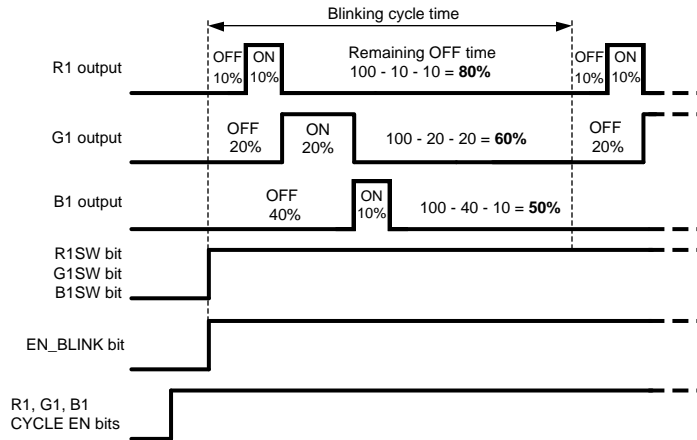 Blinking cycle time
R1 output
OFF
10%
ON
10%
Remaining OFF time
100 - 10 - 10 = 80%
OFF
10%
ON
10%
G1 output
OFF
20%
ON
20%
100 - 20 - 20 = 60%
OFF
20%
B1 output
OFF
40%
ON
10%
100 - 40 - 10 = 50%
R1SW bit
G1SW bit
B1SW bit
EN_BLINK bit
R1, G1, B1
CYCLE EN bits